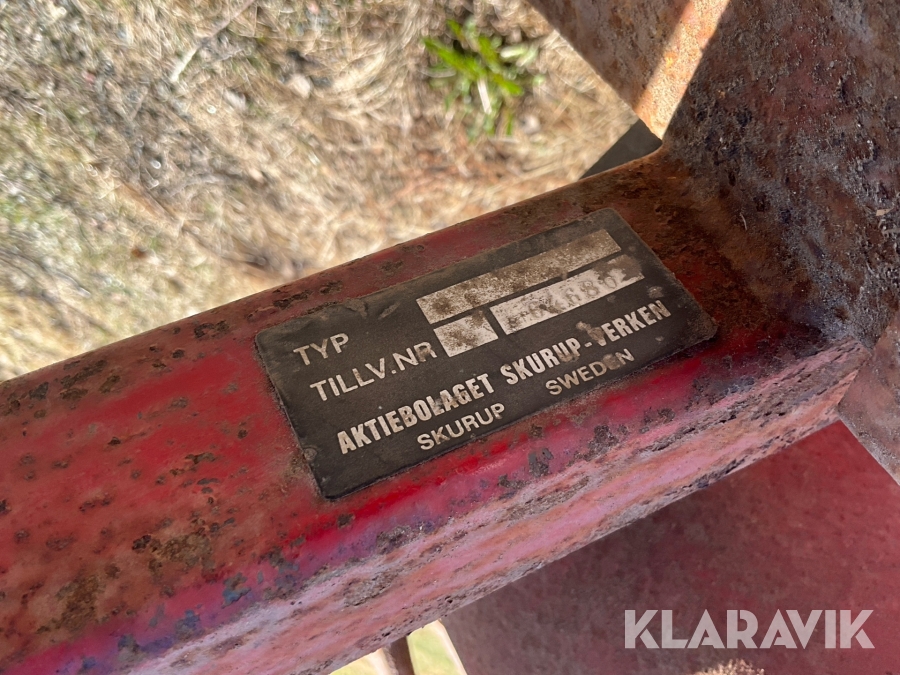 TYP
TILLV.NR
AKTIEBOLAGET SKURUP-VERKEN
SKURUP SWEDEN
KLARAVIK